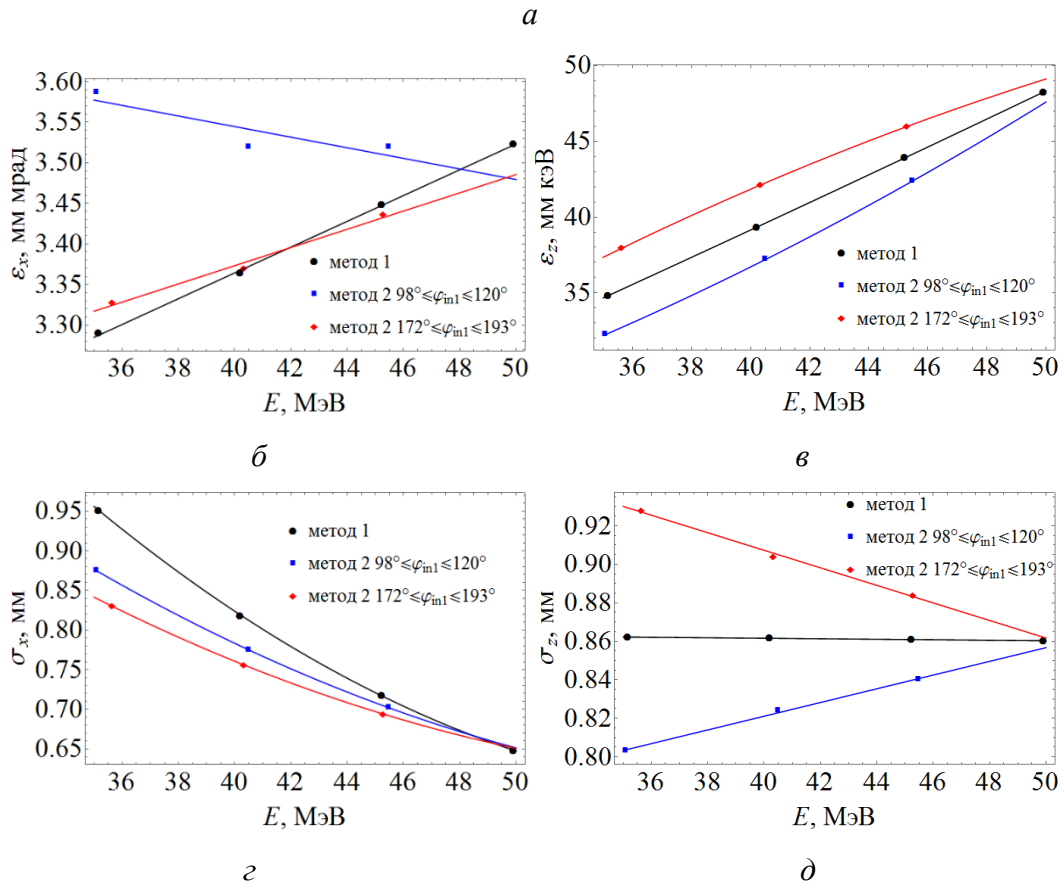 а
3.60
3.55
3.50
3.45
3.40
3.35
3.30
εx, мм мрад
метод 1
метод 2 98°⩽φin1⩽120°
метод 2 172°⩽φin1⩽193°
36 38 40 42 44 46 48 50
E, МэВ
б
50
45
40
35
εz, мм кэВ
метод 1
метод 2 98°⩽φin1⩽120°
метод 2 172°⩽φin1⩽193°
36 38 40 42 44 46 48 50
E, МэВ
в
0.95
0.90
0.85
0.80
0.75
0.70
0.65
σx, мм
метод 1
метод 2 98°⩽φin1⩽120°
метод 2 172°⩽φin1⩽193°
36 38 40 42 44 46 48 50
E, МэВ
г
0.92
0.90
0.88
0.86
0.84
0.82
0.80
σz, мм
метод 1
метод 2 98°⩽φin1⩽120°
метод 2 172°⩽φin1⩽193°
36 38 40 42 44 46 48 50
E, МэВ
д